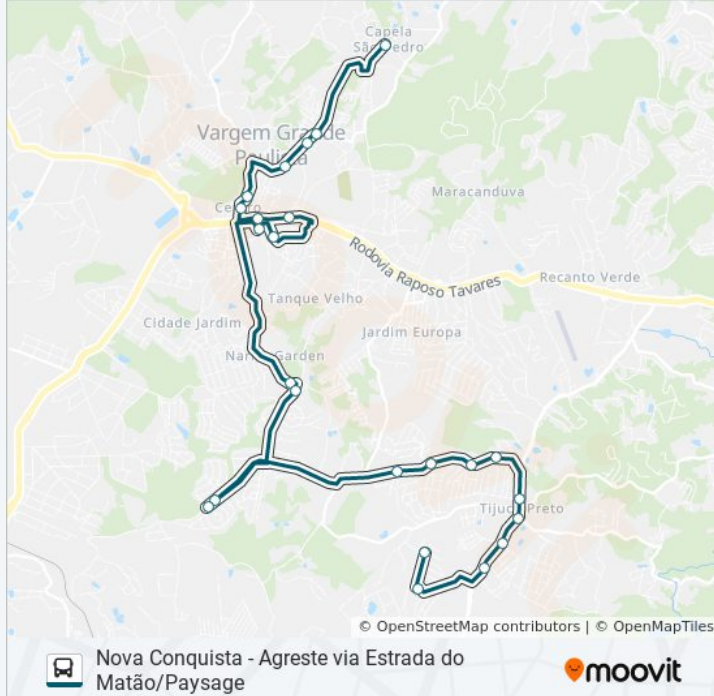 Capela
São Pedro
Vargem Grande
Paulista
Maracanduva
Centro
Rodovia Raposo Tavares
Recanto Verde
Tanque Velho
Cidade Jardim
Jardim Europa
Garden
Tijuco Preto
© OpenStreetMap contributors | © OpenMapTiles
Nova Conquista - Agreste via Estrada do
Matão/Paysage
moovit